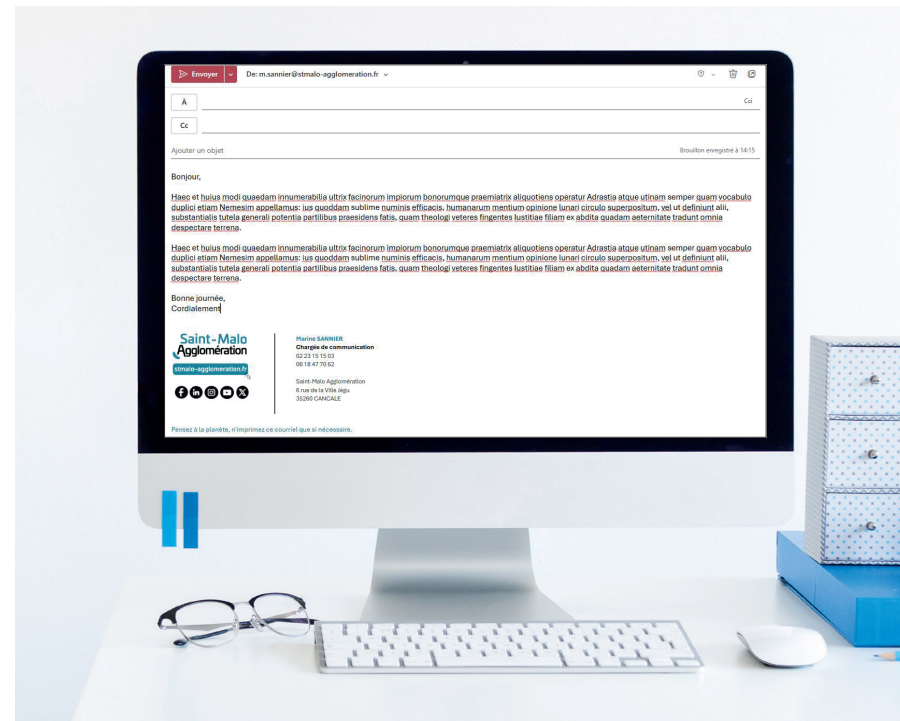 Envoyer
De: m.sannier@stmalo-agglomeration.fr
À
Cci
Cc
Ajouter un objet
Brouillon enregistré à 14:15
Bonjour,
Haec et huius modi quaedam innumerabilia ultrix facinorum impiorum bonorumque praemiatrix aliquotiens operatur Adrastia atque utinam semper quam vocabulo
duplici etiam Nemesim appellamus: ius quoddam sublime numinis efficacis, humanarum mentium opinione lunari circulo superpositum, vel ut definiunt alii,
substantialis tutela generali potentia partilibus praesidens fatis, quam theologi veteres fingentes Iustitiae filiam ex abdita quadam aeternitate tradunt omnia
despectare terrena.
Haec et huius modi quaedam innumerabilia ultrix facinorum impiorum bonorumque praemiatrix aliquotiens operatur Adrastia atque utinam semper quam vocabulo
duplici etiam Nemesim appellamus: ius quoddam sublime numinis efficacis, humanarum mentium opinione lunari circulo superpositum, vel ut definiunt alii,
substantialis tutela generali potentia partilibus praesidens fatis, quam theologi veteres fingentes Iustitiae filiam ex abdita quadam aeternitate tradunt omnia
despectare terrena.
Bonne journée,
Cordialement
Saint-Malo
Agglomération
stmalo-agglomeration.fr
Marine SANNIER
Chargée de communication
02 23 15 15 03
06 18 47 70 62
Saint-Malo Agglomération
6 rue de la Ville Jégu
35260 CANCALE
Pensez à la planète, n'imprimez ce courriel que si nécessaire.